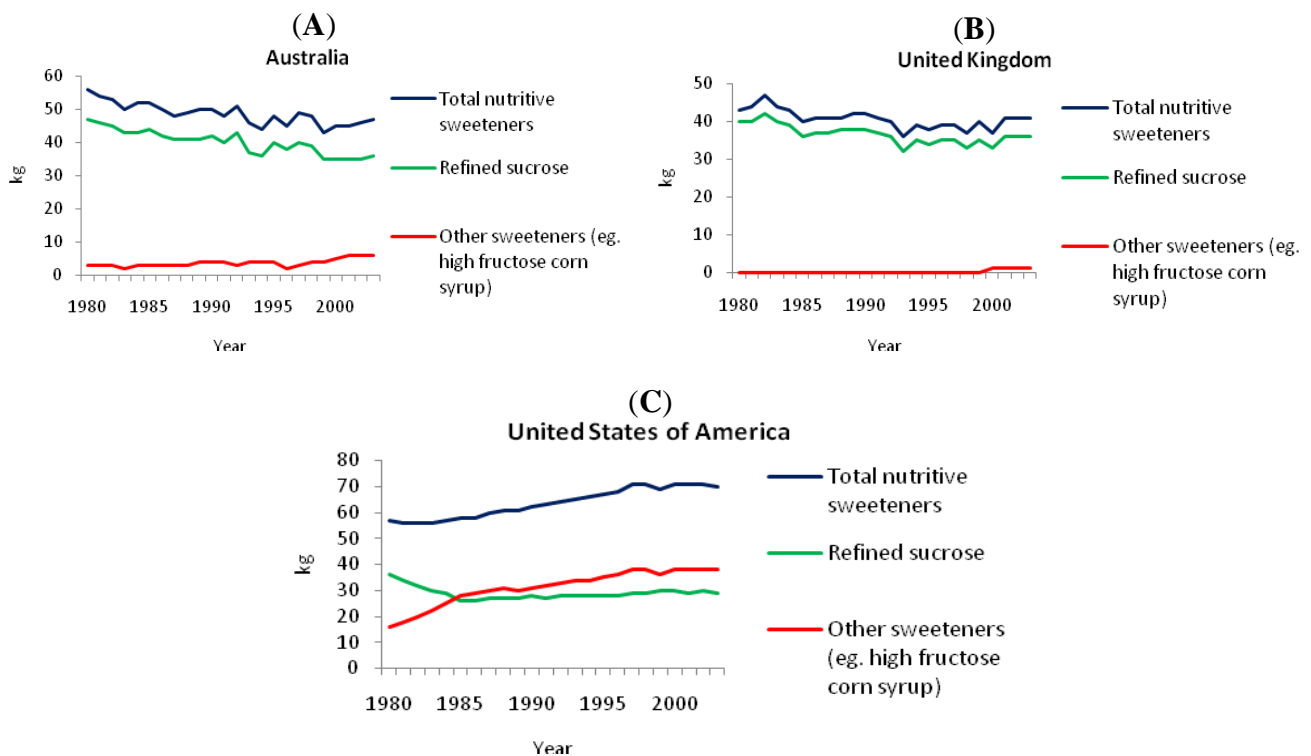 (A)
Australia
60
50
40
30
20
10
0
kg
1980 1985 1990 1995 2000
Year
Total nutritive
sweeteners
Refined sucrose
Other sweeteners (eg.
high fructose corn
syrup)
(B)
United Kingdom
50
40
30
20
10
0
kg
1980 1985 1990 1995 2000
Year
Total nutritive
sweeteners
Refined sucrose
Other sweeteners (eg.
high fructose corn
syrup)
(C)
United States of America
80
70
60
50
40
30
20
10
0
kg
1980 1985 1990 1995 2000
Year
Total nutritive
sweeteners
Refined sucrose
Other sweeteners
(eg. high fructose
corn syrup)